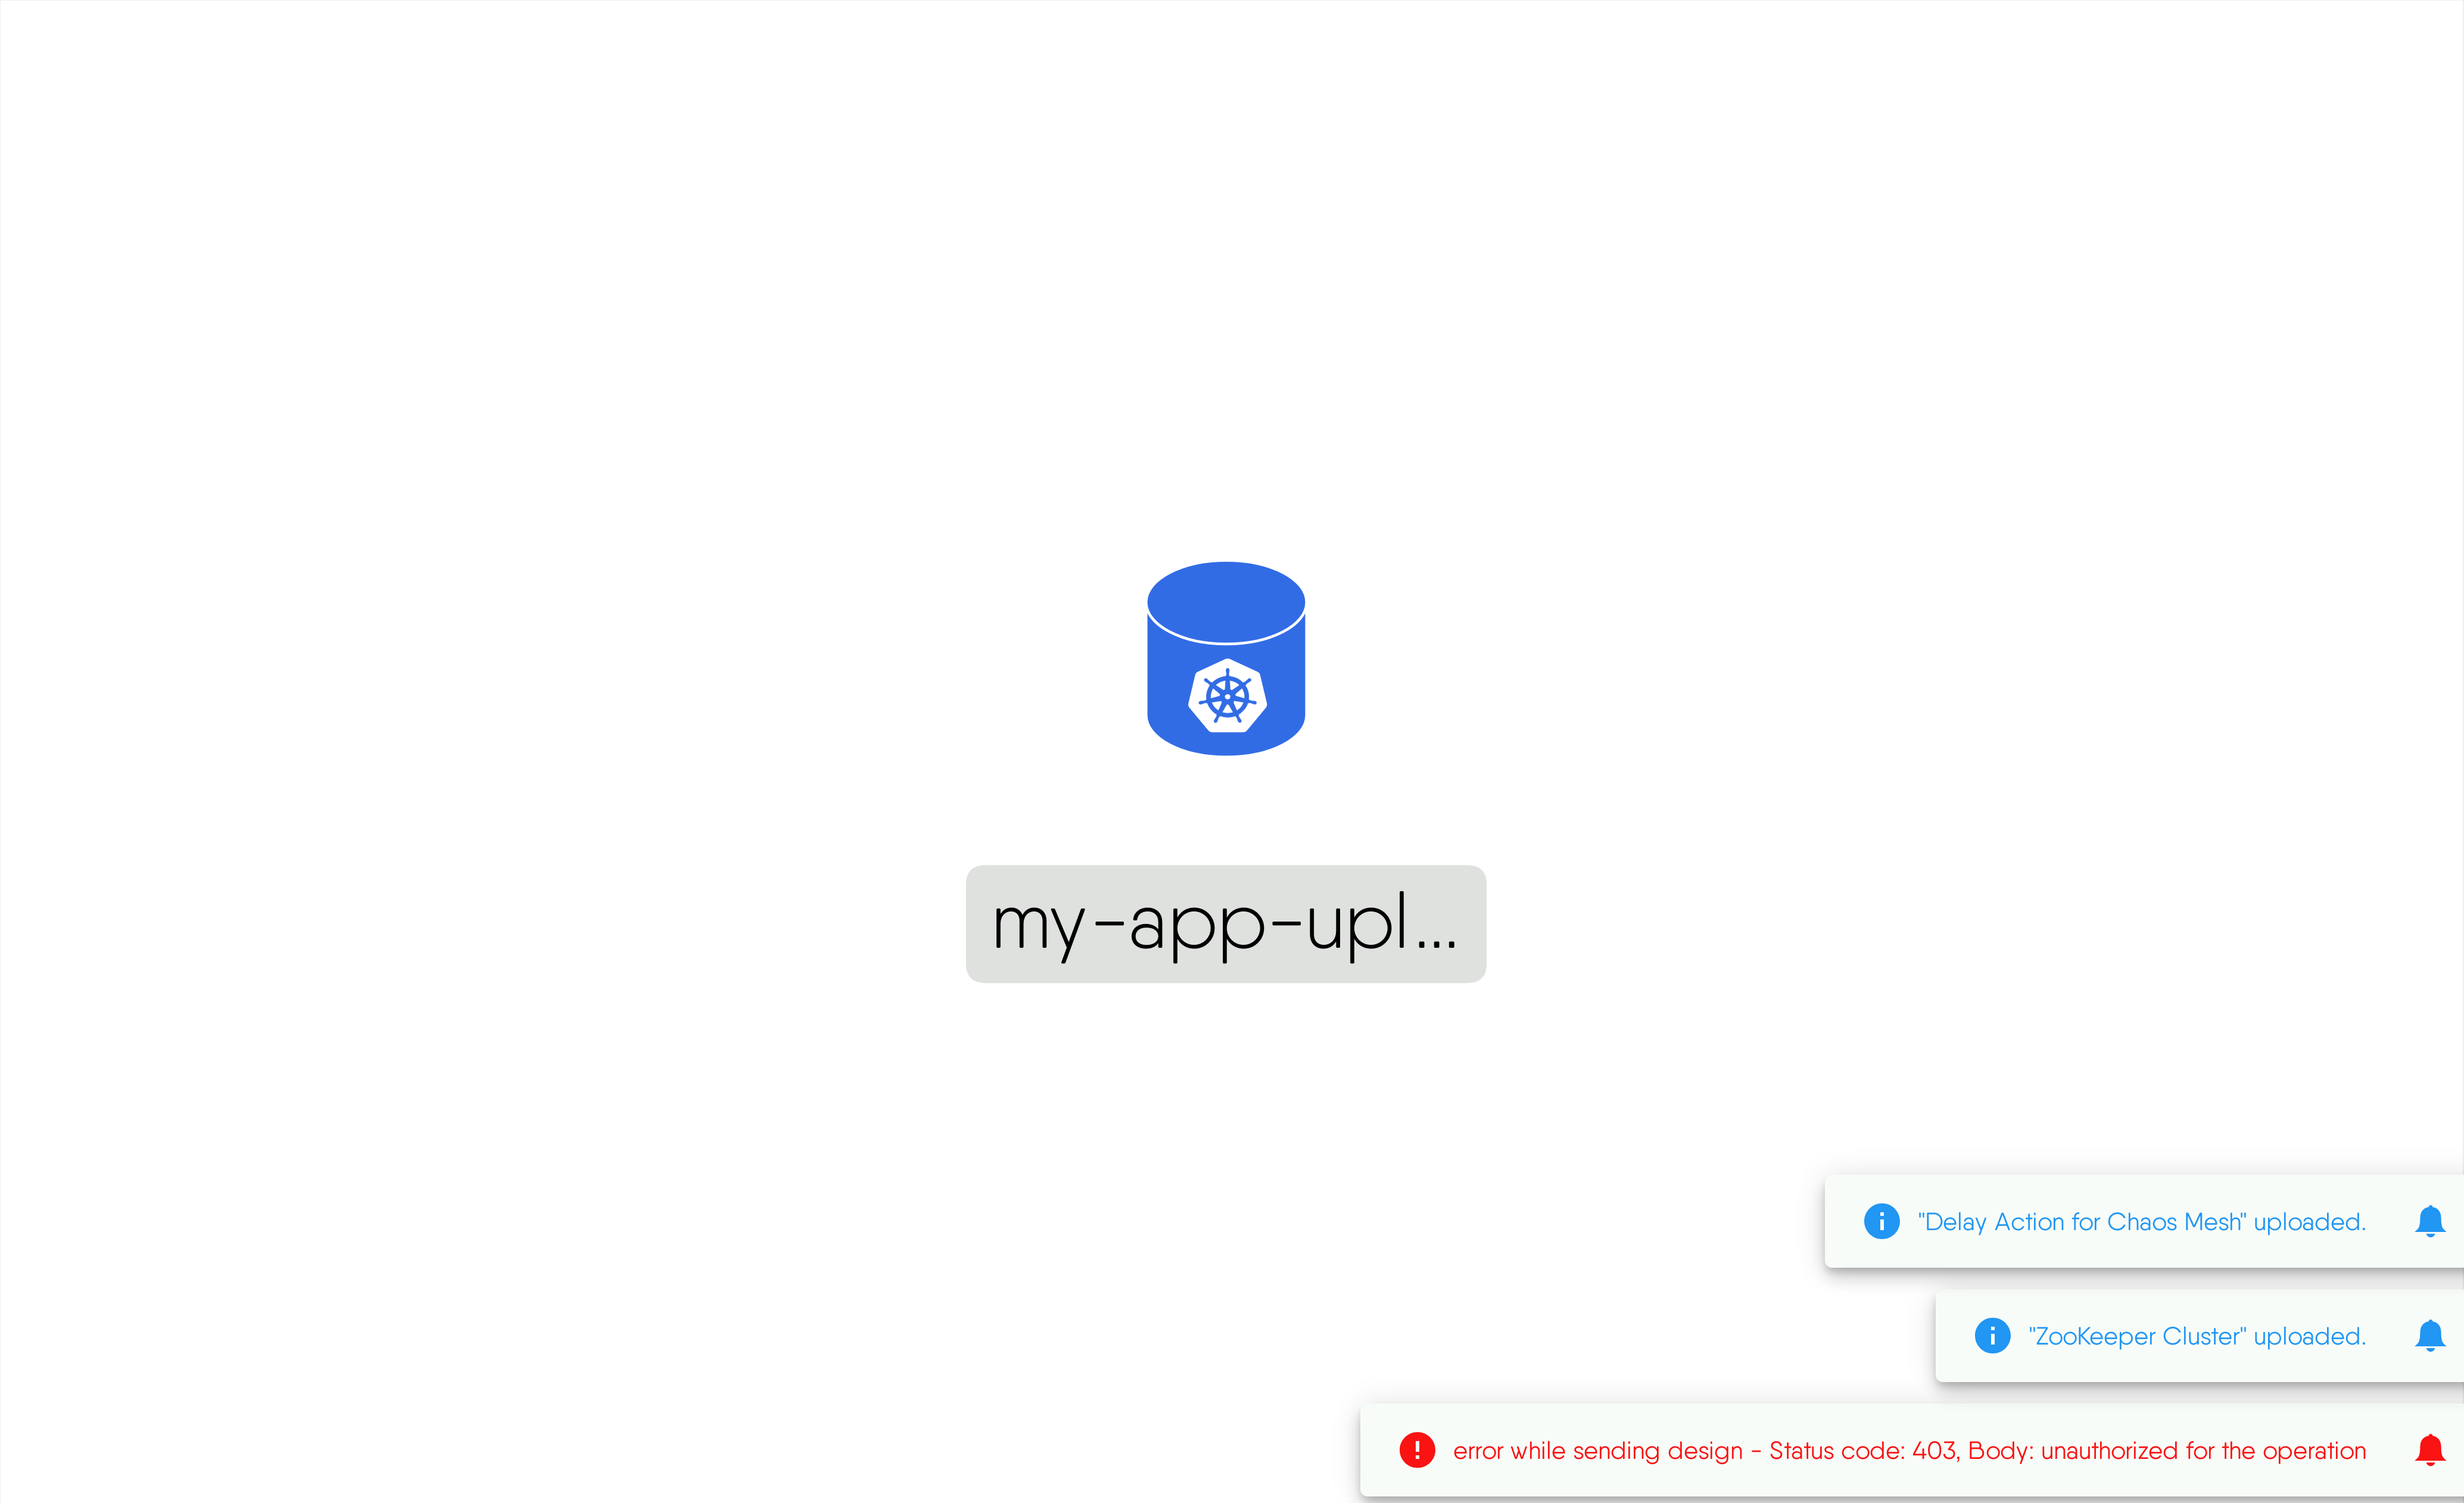 my-app-upl...
"Delay Action for Chaos Mesh" uploaded.
"ZooKeeper Cluster" uploaded.
error while sending design - Status code: 403, Body: unauthorized for the operation